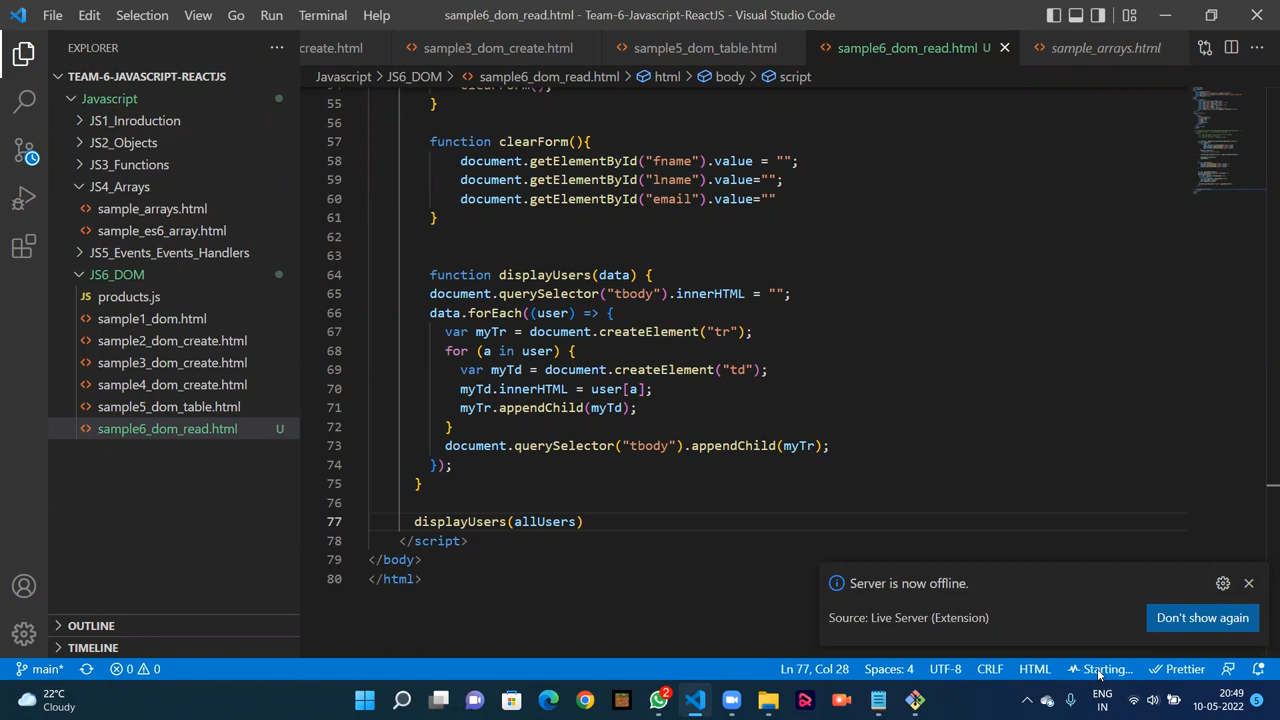 File Edit Selection View Go Run Terminal Help sample6_dom_read.html - Team-6-Javascript-ReactJS - Visual Studio Code
EXPLORER
create.html sample3_dom_create.html sample5_dom_table.html sample6_dom_read.html U sample_arrays.html
TEAM-6-JAVASCRIPT-REACTJS
Javascript
JS1_Inroduction
JS2_Objects
JS3_Functions
JS4_Arrays
sample_arrays.html
sample_es6_array.html
JS5_Events_Events_Handlers
JS6_DOM
products.js
sample1_dom.html
sample2_dom_create.html
sample3_dom_create.html
sample4_dom_create.html
sample5_dom_table.html
sample6_dom_read.html U
OUTLINE
TIMELINE
Javascript JS6_DOM sample6_dom_read.html html body script
54 clearForm();
55 }
56
57 function clearForm(){
58 document.getElementById("fname").value = "";
59 document.getElementById("lname").value="";
60 document.getElementById("email").value=""
61 }
62
63
64 function displayUsers(data) {
65 document.querySelector("tbody").innerHTML = "";
66 data.forEach((user) => {
67 var myTr = document.createElement("tr");
68 for (a in user) {
69 var myTd = document.createElement("td");
70 myTd.innerHTML = user[a];
71 myTr.appendChild(myTd);
72 }
73 document.querySelector("tbody").appendChild(myTr);
74 });
75 }
76
77 displayUsers(allUsers)
78 </script>
79 </body>
80 </html>
Server is now offline.
Source: Live Server (Extension) Don't show again
main* 0 0 Ln 77, Col 28 Spaces: 4 UTF-8 CRLF HTML Starting... Prettier
22°C
Cloudy
2
ENG
IN
20:49
10-05-2022
5